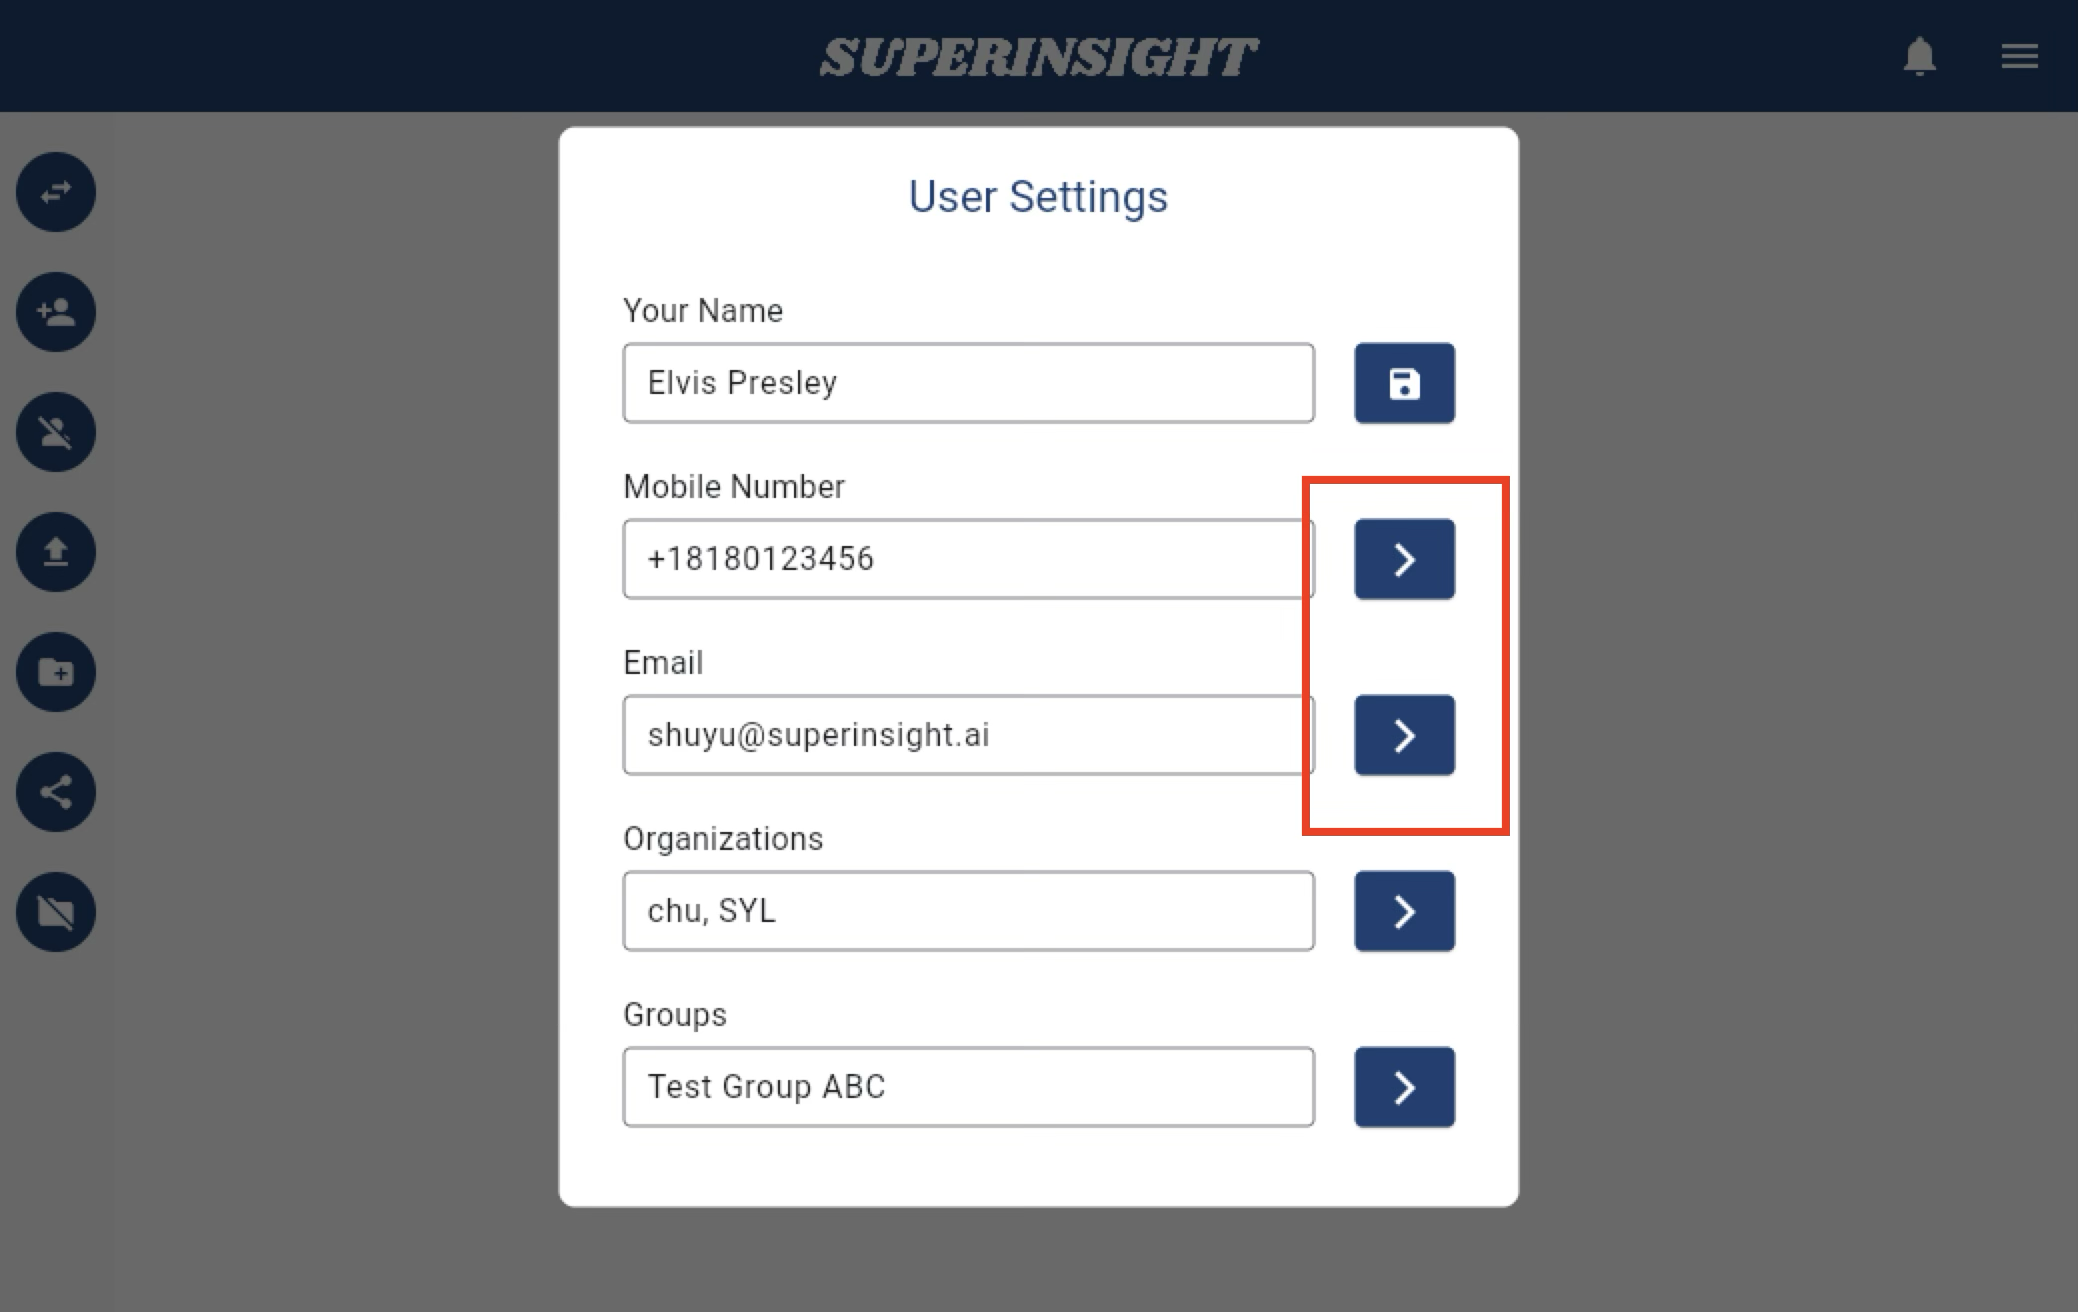 SUPERINSIGHT
User Settings
Your Name
Elvis Presley
Mobile Number
+18180123456
Email
shuyu@superinsight.ai
Organizations
chu, SYL
Groups
Test Group ABC